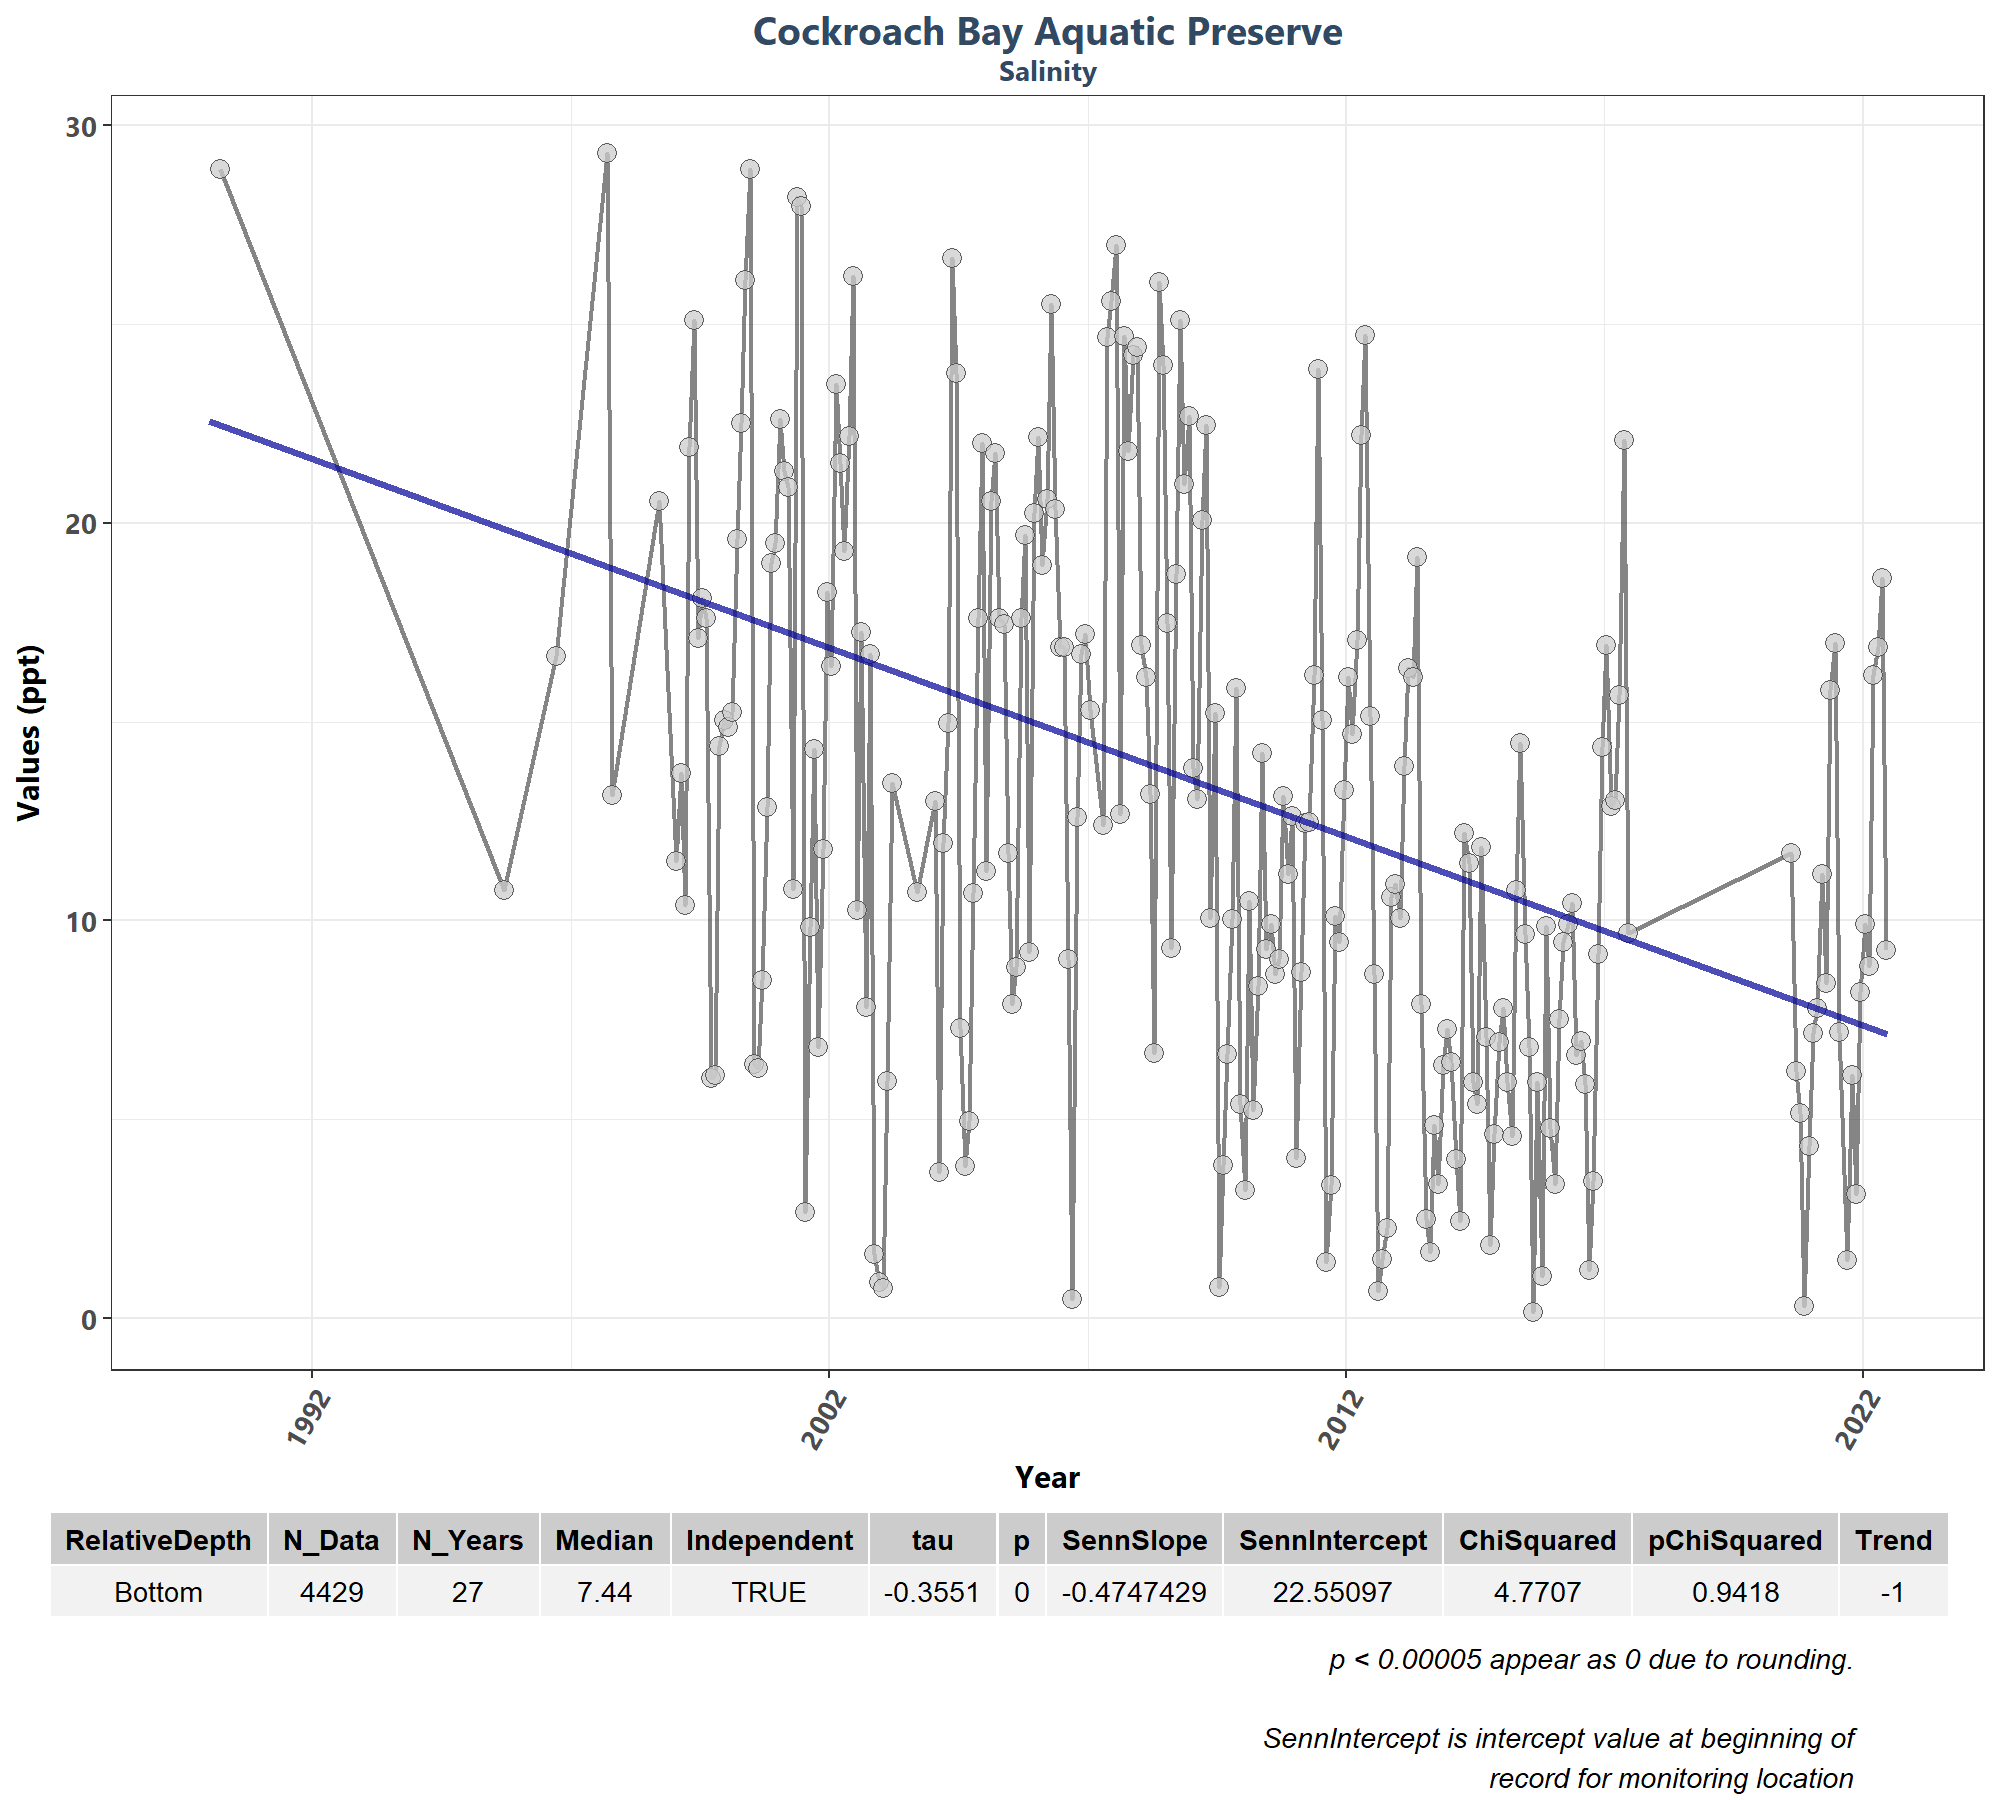 Cockroach Bay Aquatic Preserve
Salinity
30
20
10
0
Values (ppt)
1992
2002
2012
2022
Year
RelativeDepth N_Data N_Years Median Independent tau p SennSlope SennIntercept ChiSquared pChiSquared Trend
Bottom 4429 27 7.44 TRUE -0.3551 0 -0.4747429 22.55097 4.7707 0.9418 -1
p < 0.00005 appear as 0 due to rounding.
SennIntercept is intercept value at beginning of
record for monitoring location